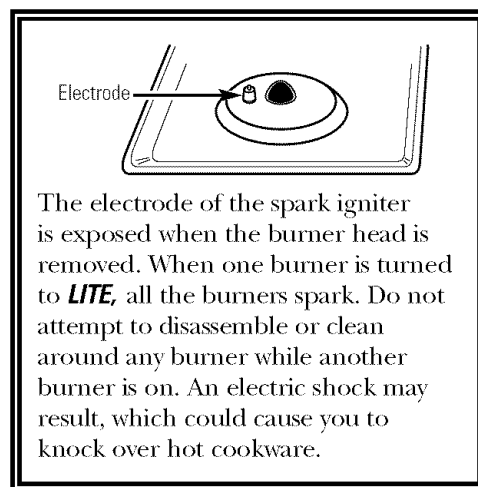 Electrode
The electrode of the spark igniter
is exposed when the burner head is
removed. When one burner is turned
to LITE, all the burners spark. Do not
attempt to disassemble or clean
around any burner while another
burner is on. An electric shock may
result, which could cause you to
knock over hot cookware.